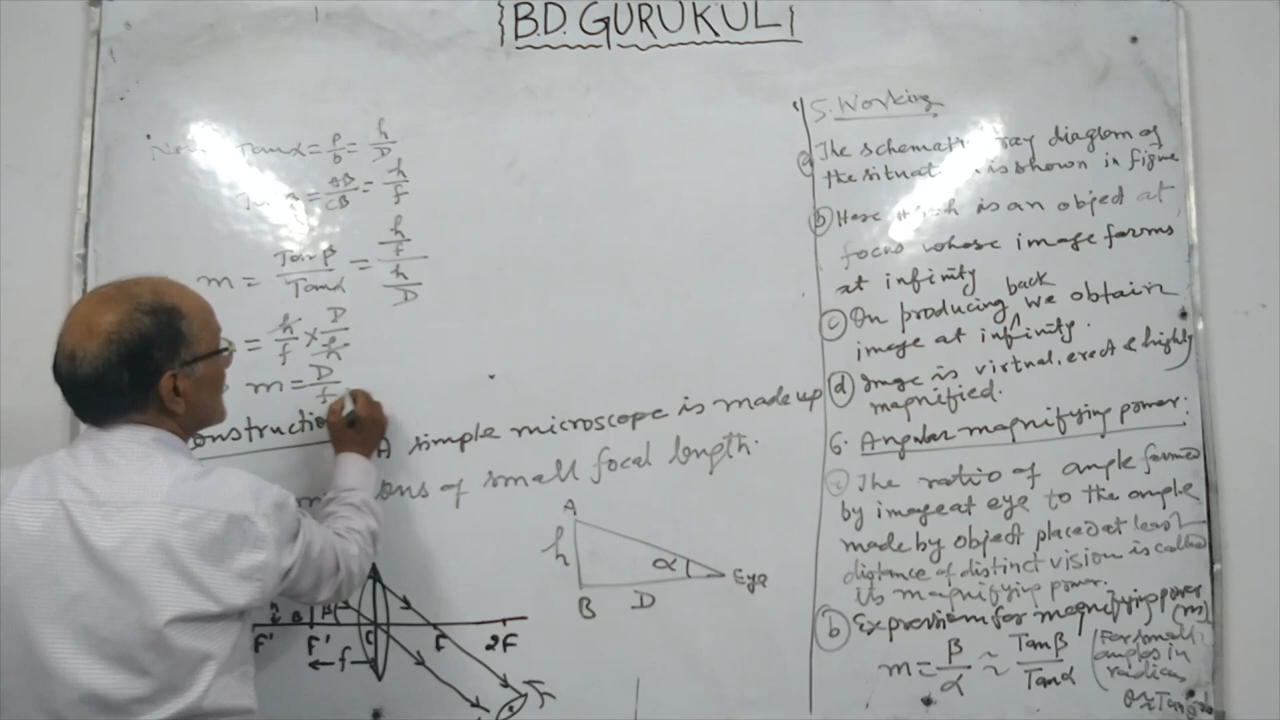 B.D. GURUKUL
Tanα = P/b = h/D
= AB/CB = h/f
m = Tanβ/Tanα = h/f / h/D
= h/f × D/h
m = D/f
onstruction A simple microscope is made up
of small focal length.
A
h
α
Eye
B
D
F' F' C F 2F
f
5. Working
a The schemati ray diagram of
the situat is shown in figure
b Here is an object at
focus whose image forms
at infinity
c On producing back we obtain
image at infinity.
d Image is virtual, erect & highly
magnified.
6. Angular magnifying power:
The ratio of angle formed
by image at eye to the angle
made by object placed at least
distance of distinct vision is called
its magnifying power.
b Expression for magnifying power (m)
m = β/α ≈ Tanβ/Tanα (For small
angles in
radian